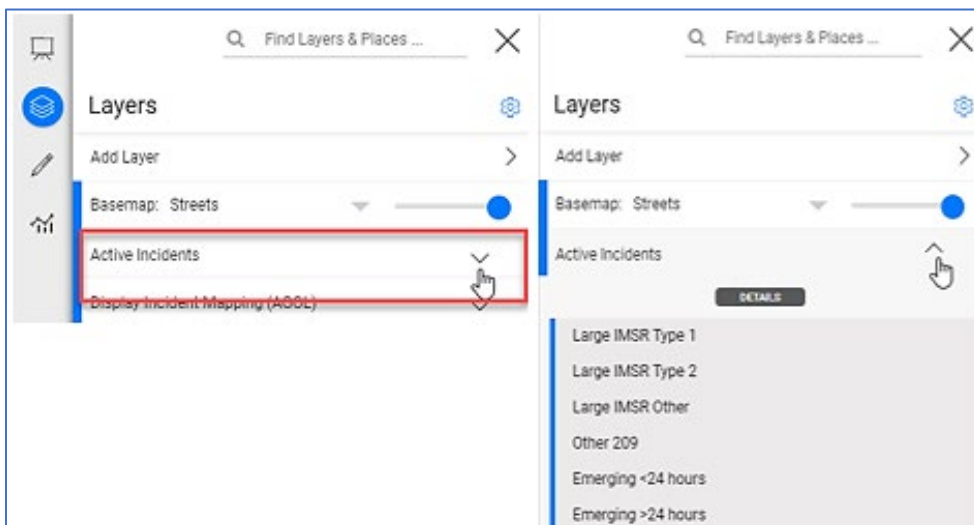 Find Layers & Places ...
Layers
Add Layer
Basemap: Streets
Active Incidents
Display Incident Mapping (AGOL)
Find Layers & Places ...
Layers
Add Layer
Basemap: Streets
Active Incidents
DETAILS
Large IMSR Type 1
Large IMSR Type 2
Large IMSR Other
Other 209
Emerging <24 hours
Emerging >24 hours